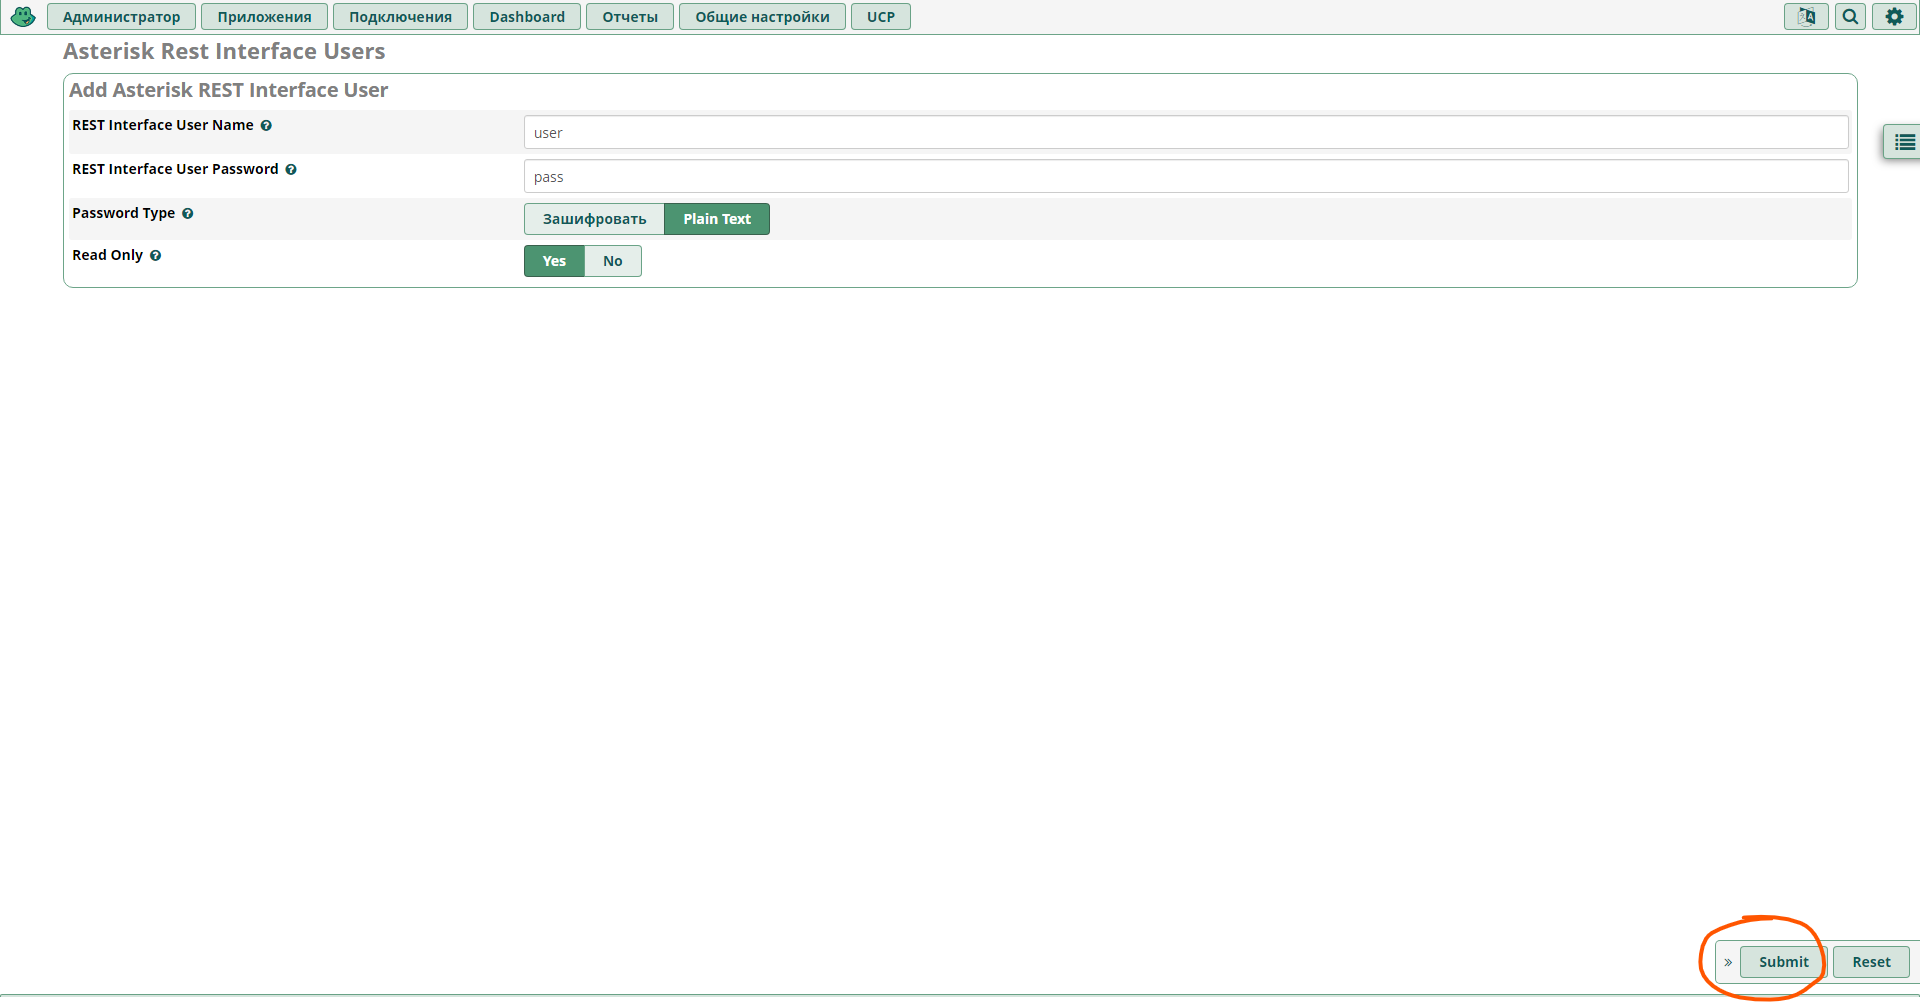 Администратор Приложения Подключения Dashboard Отчеты Общие настройки UCP
Asterisk Rest Interface Users
Add Asterisk REST Interface User
REST Interface User Name
user
REST Interface User Password
pass
Password Type
Зашифровать Plain Text
Read Only
Yes No
» Submit Reset